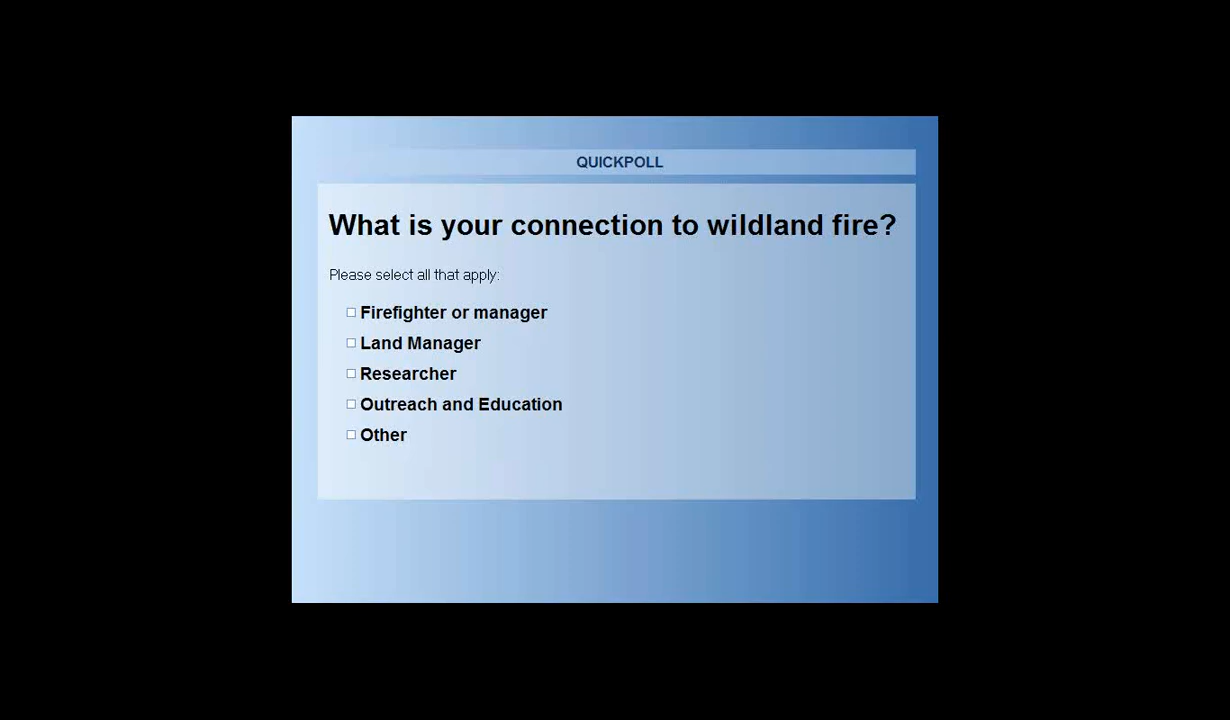 QUICKPOLL
What is your connection to wildland fire?
Please select all that apply:
Firefighter or manager
Land Manager
Researcher
Outreach and Education
Other